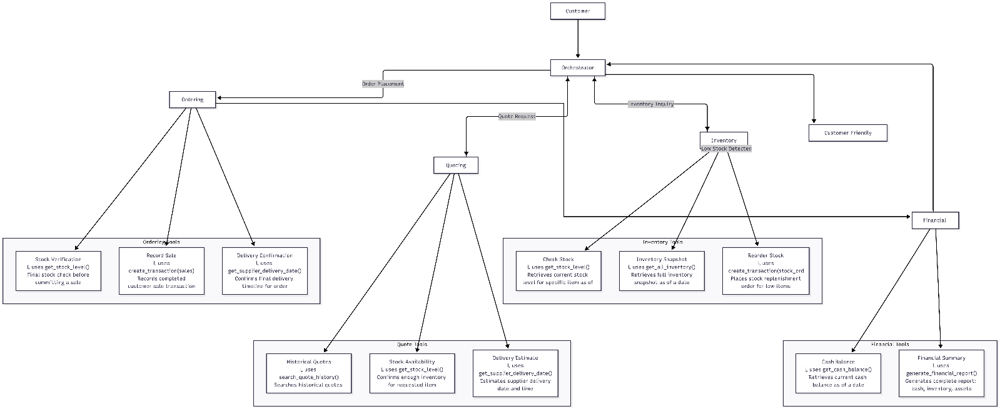 Customer
Orchestrator
Order Placement
Ordering
Inventory Inquiry
Quote Request
Customer Friendly
Inventory
Low Stock Detected
Quoting
Financial
Ordering Tools
Stock Verification
l, uses get_stock_level()
Final stock check before
committing a sale
Record Sale
l, uses
create_transaction(sales)
Records completed
customer sale transaction
Delivery Confirmation
l, uses
get_supplier_delivery_date()
Confirms final delivery
timeline for order
Inventory Tools
Check Stock
l, uses get_stock_level()
Retrieves current stock
level for specific item as of
Inventory Snapshot
l, uses get_all_inventory()
Retrieves full inventory
snapshot as of a date
Reorder Stock
l, uses
create_transaction(stock_ord
Places stock replenishment
order for low items
Quote Tools
Historical Quotes
l, uses
search_quote_history()
Searches historical quotes
Stock Availability
l, uses get_stock_level()
Confirms enough inventory
for requested item
Delivery Estimate
l, uses
get_supplier_delivery_date()
Estimates supplier delivery
date and time
Financial Tools
Cash Balance
l, uses get_cash_balance()
Retrieves current cash
balance as of a date
Financial Summary
l, uses
generate_financial_report()
Generates complete report:
cash, inventory, assets